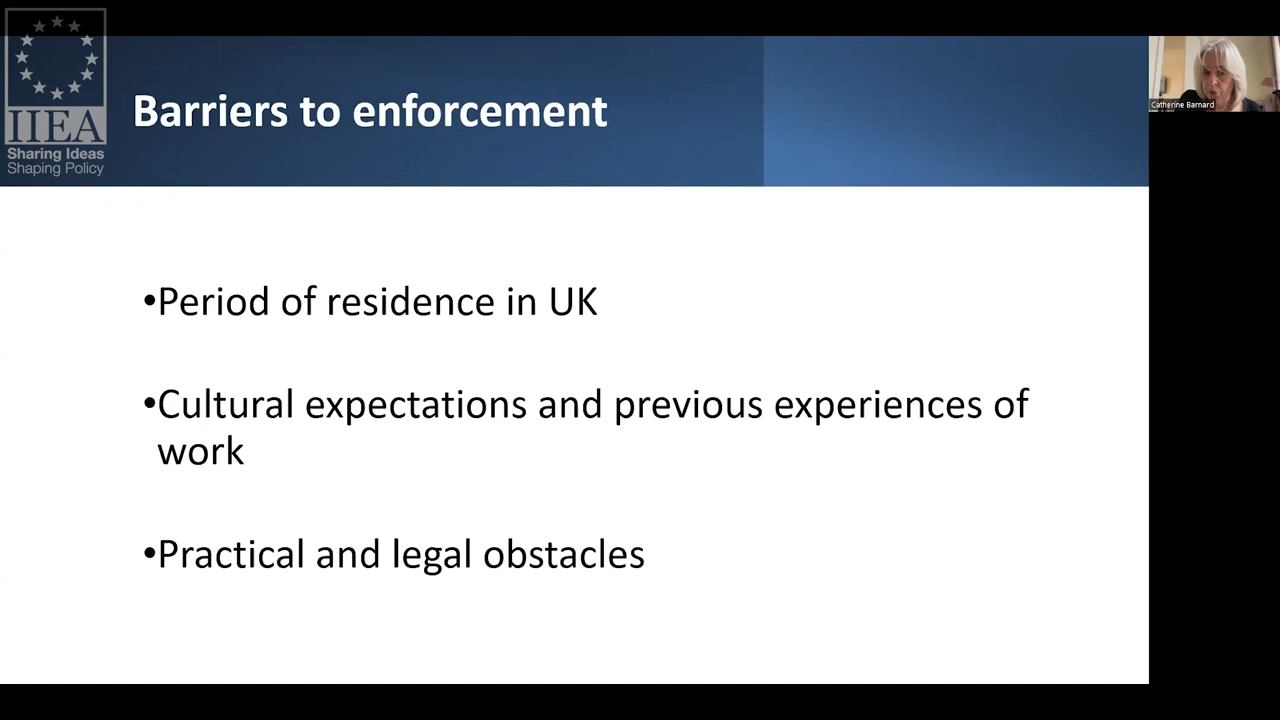 IIEA
Sharing Ideas
Shaping Policy
Barriers to enforcement
Catherine Barnard
•Period of residence in UK
•Cultural expectations and previous experiences of
work
•Practical and legal obstacles